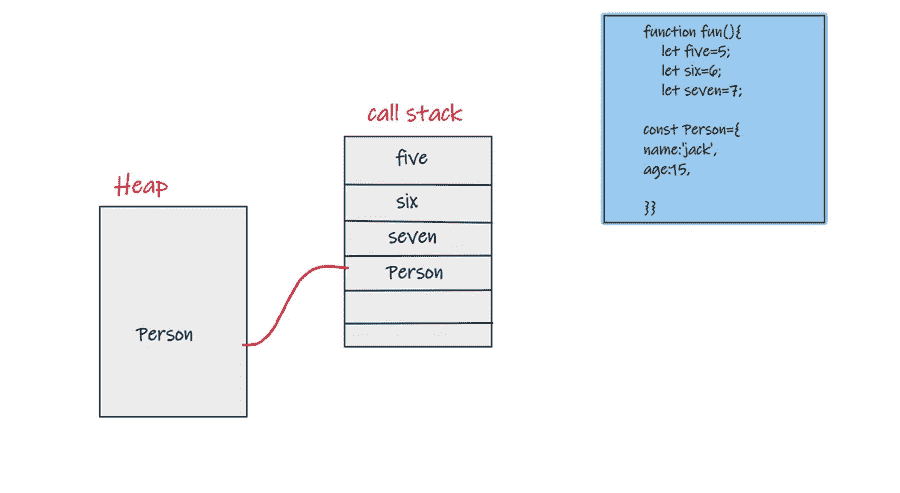 Heap
Person
call stack
five
six
seven
Person
function fun(){
let five=5;
let six=6;
let seven=7;
const Person={
name:'jack',
age:15,
}}